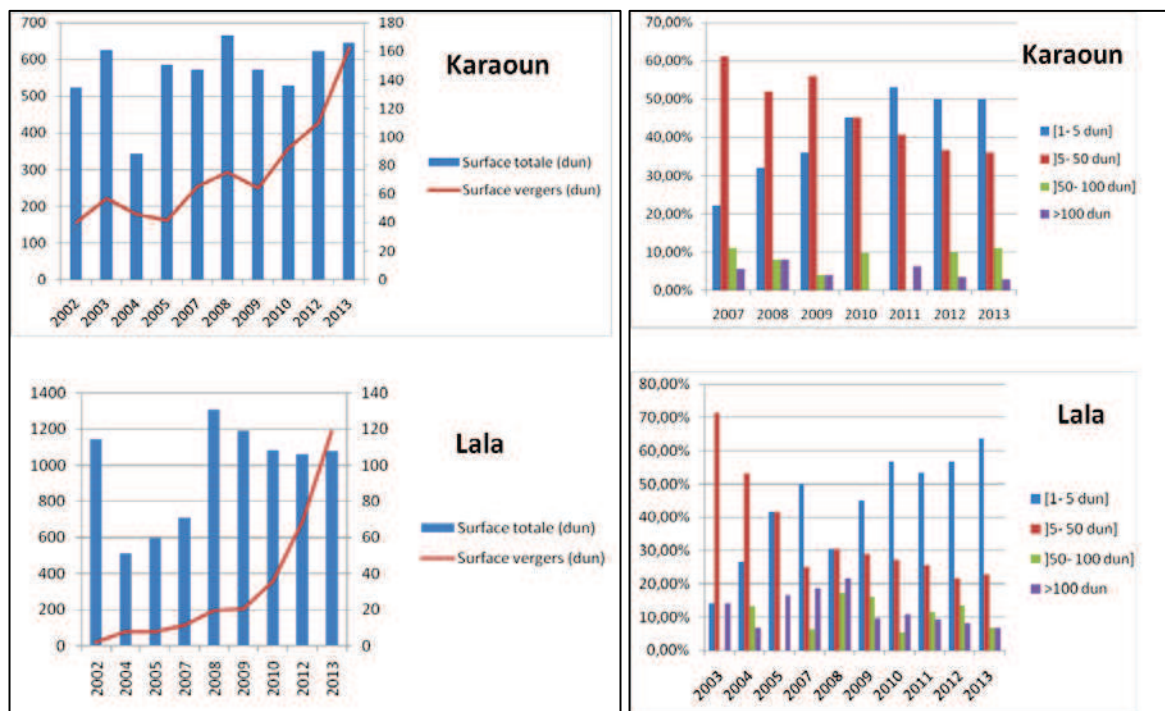 700
600
500
400
300
200
100
0
180
160
140
120
100
80
60
40
20
0
2002 2003 2004 2005 2007 2008 2009 2010 2012 2013
Karaoun
Surface totale (dun)
Surface vergers (dun)
70,00%
60,00%
50,00%
40,00%
30,00%
20,00%
10,00%
0,00%
2007 2008 2009 2010 2011 2012 2013
Karaoun
[1- 5 dun]
]5- 50 dun]
]50- 100 dun]
>100 dun
1400
1200
1000
800
600
400
200
0
140
120
100
80
60
40
20
0
2002 2004 2005 2007 2008 2009 2010 2012 2013
Lala
Surface totale (dun)
Surface vergers (dun)
80,00%
70,00%
60,00%
50,00%
40,00%
30,00%
20,00%
10,00%
0,00%
2003 2004 2005 2007 2008 2009 2010 2011 2012 2013
Lala
[1- 5 dun]
]5- 50 dun]
]50- 100 dun]
>100 dun